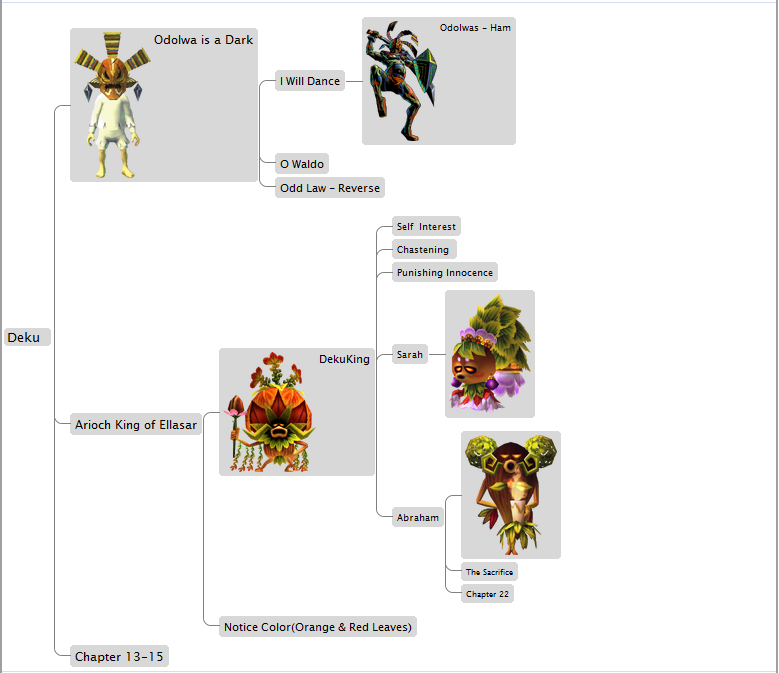 Odolwa is a Dark
Odolwas - Ham
I Will Dance
O Waldo
Odd Law - Reverse
Self  Interest
Chastening
Punishing Innocence
Deku
DekuKing
Sarah
Arioch King of Ellasar
Abraham
The Sacrifice
Chapter 22
Notice Color(Orange & Red Leaves)
Chapter 13-15